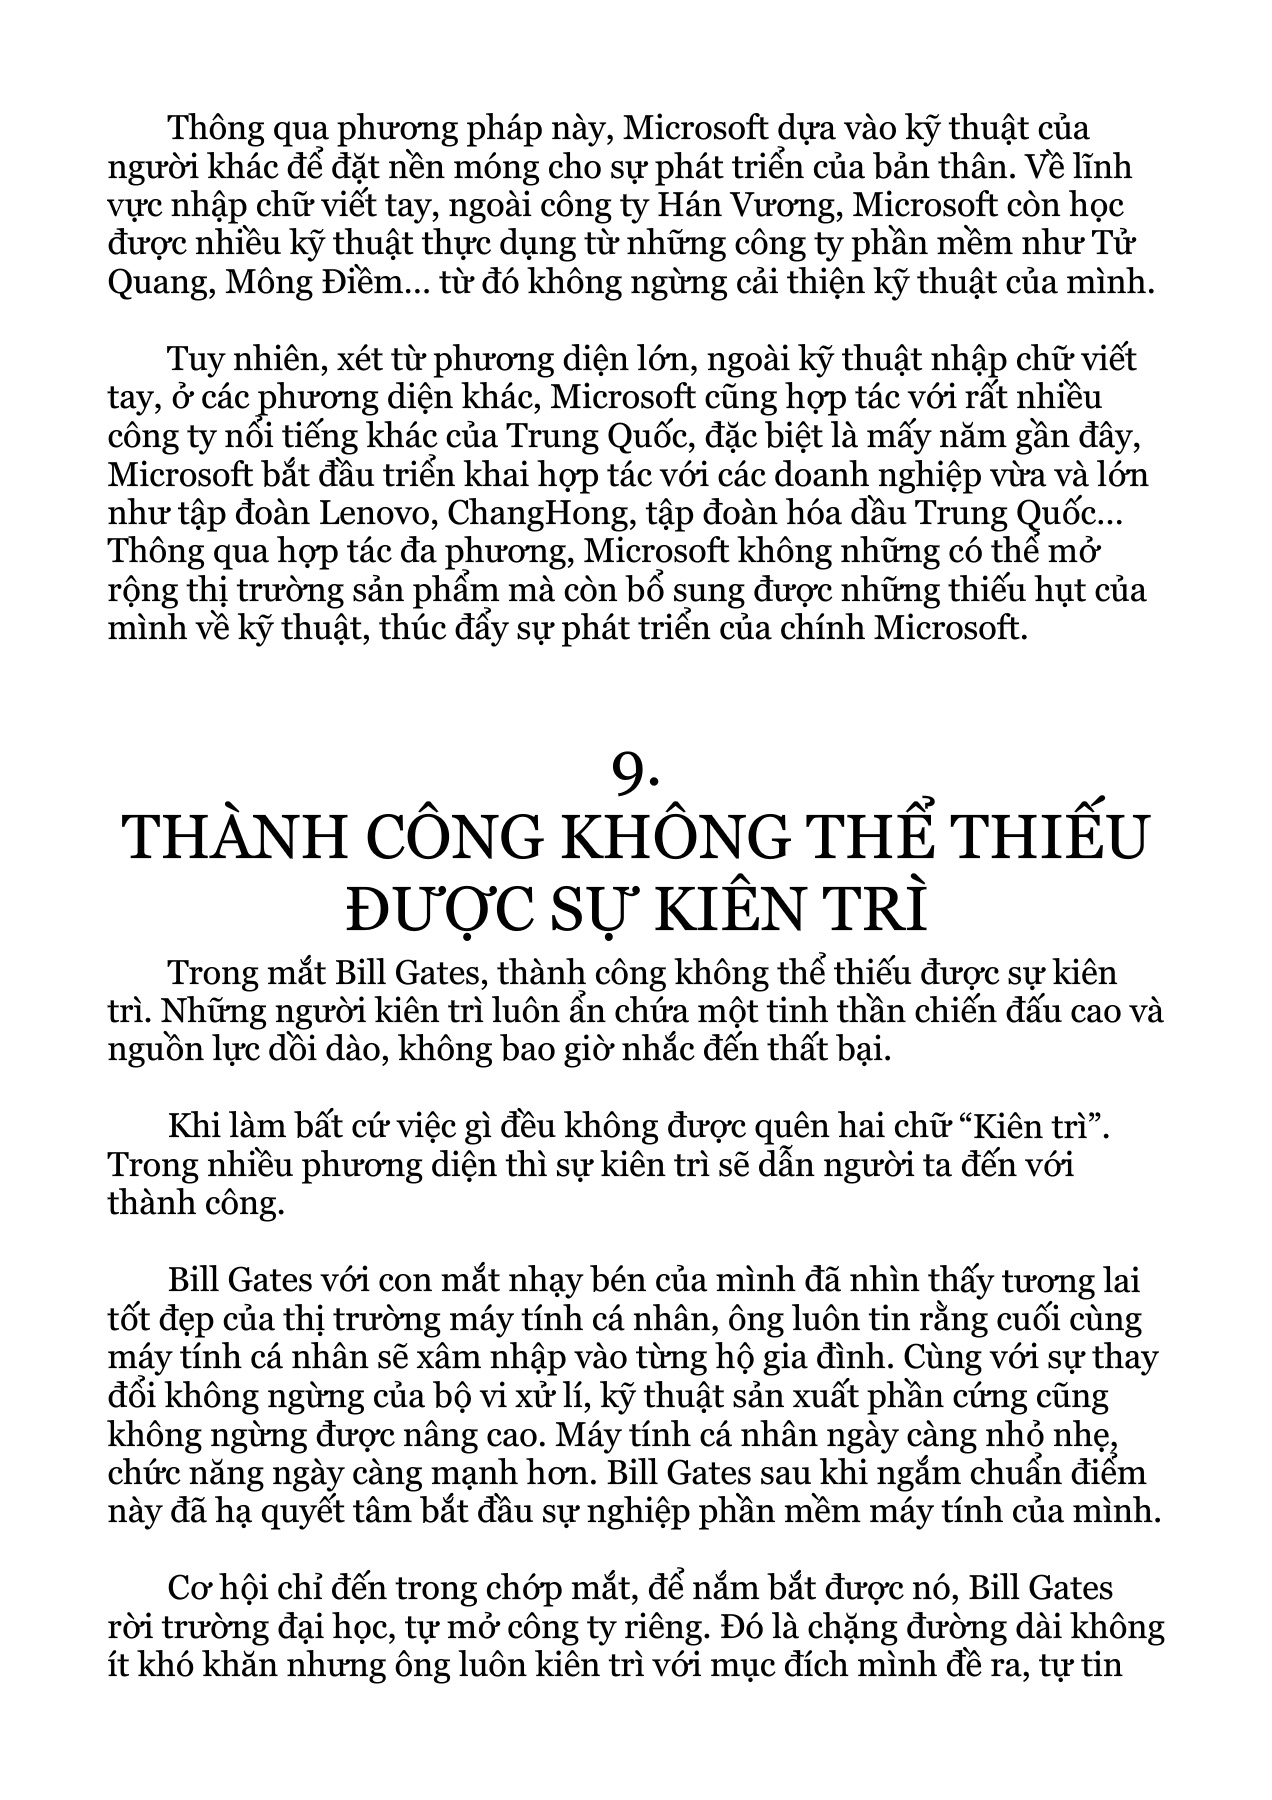 Thông qua phương pháp này, Microsoft dựa vào kỹ thuật của
người khác để đặt nền móng cho sự phát triển của bản thân. Về lĩnh
vực nhập chữ viết tay, ngoài công ty Hán Vương, Microsoft còn học
được nhiều kỹ thuật thực dụng từ những công ty phần mềm như Tử
Quang, Mông Điềm... từ đó không ngừng cải thiện kỹ thuật của mình.
Tuy nhiên, xét từ phương diện lớn, ngoài kỹ thuật nhập chữ viết
tay, ở các phương diện khác, Microsoft cũng hợp tác với rất nhiều
công ty nổi tiếng khác của Trung Quốc, đặc biệt là mấy năm gần đây,
Microsoft bắt đầu triển khai hợp tác với các doanh nghiệp vừa và lớn
như tập đoàn Lenovo, ChangHong, tập đoàn hóa dầu Trung Quốc...
Thông qua hợp tác đa phương, Microsoft không những có thể mở
rộng thị trường sản phẩm mà còn bổ sung được những thiếu hụt của
mình về kỹ thuật, thúc đẩy sự phát triển của chính Microsoft.
9.
THÀNH CÔNG KHÔNG THỂ THIẾU
ĐƯỢC SỰ KIÊN TRÌ
Trong mắt Bill Gates, thành công không thể thiếu được sự kiên
trì. Những người kiên trì luôn ẩn chứa một tinh thần chiến đấu cao và
nguồn lực dồi dào, không bao giờ nhắc đến thất bại.
Khi làm bất cứ việc gì đều không được quên hai chữ “Kiên trì”.
Trong nhiều phương diện thì sự kiên trì sẽ dẫn người ta đến với
thành công.
Bill Gates với con mắt nhạy bén của mình đã nhìn thấy tương lai
tốt đẹp của thị trường máy tính cá nhân, ông luôn tin rằng cuối cùng
máy tính cá nhân sẽ xâm nhập vào từng hộ gia đình. Cùng với sự thay
đổi không ngừng của bộ vi xử lí, kỹ thuật sản xuất phần cứng cũng
không ngừng được nâng cao. Máy tính cá nhân ngày càng nhỏ nhẹ,
chức năng ngày càng mạnh hơn. Bill Gates sau khi ngắm chuẩn điểm
này đã hạ quyết tâm bắt đầu sự nghiệp phần mềm máy tính của mình.
Cơ hội chỉ đến trong chớp mắt, để nắm bắt được nó, Bill Gates
rời trường đại học, tự mở công ty riêng. Đó là chặng đường dài không
ít khó khăn nhưng ông luôn kiên trì với mục đích mình đề ra, tự tin